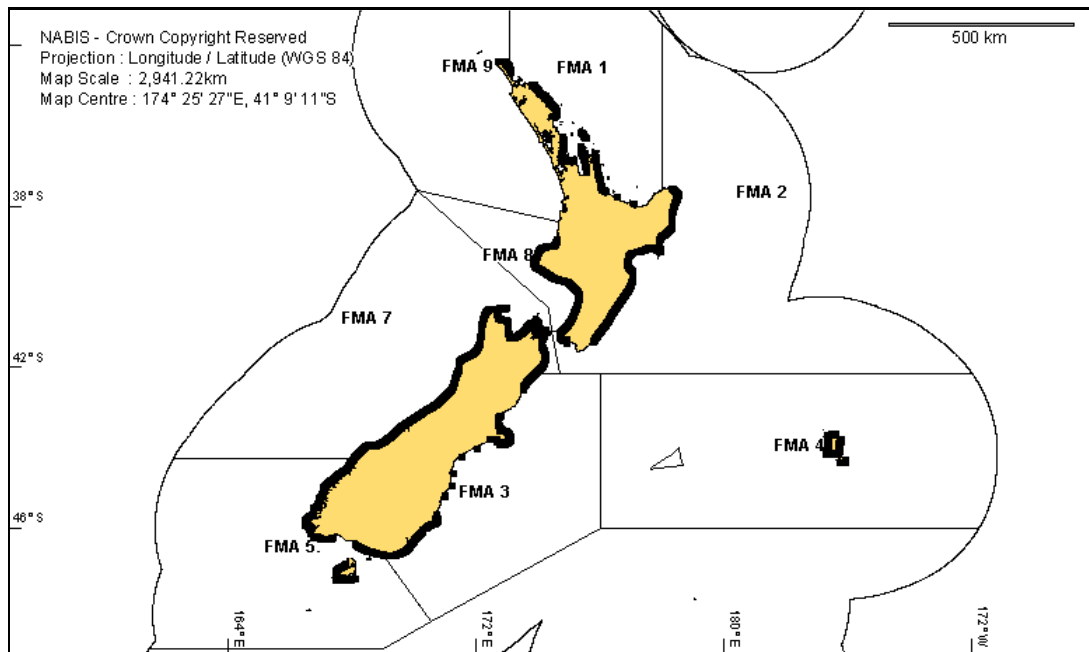 NABIS - Crown Copyright Reserved
Projection : Longitude / Latitude (WGS 84)
Map Scale : 2,941.22km
Map Centre : 174° 25' 27"E, 41° 9' 11"S
500 km
FMA 9
FMA 1
38° S
FMA 2
FMA 8
FMA 7
42° S
FMA 4
FMA 3
46° S
FMA 5.
164° E
172° E
180° E
172° W